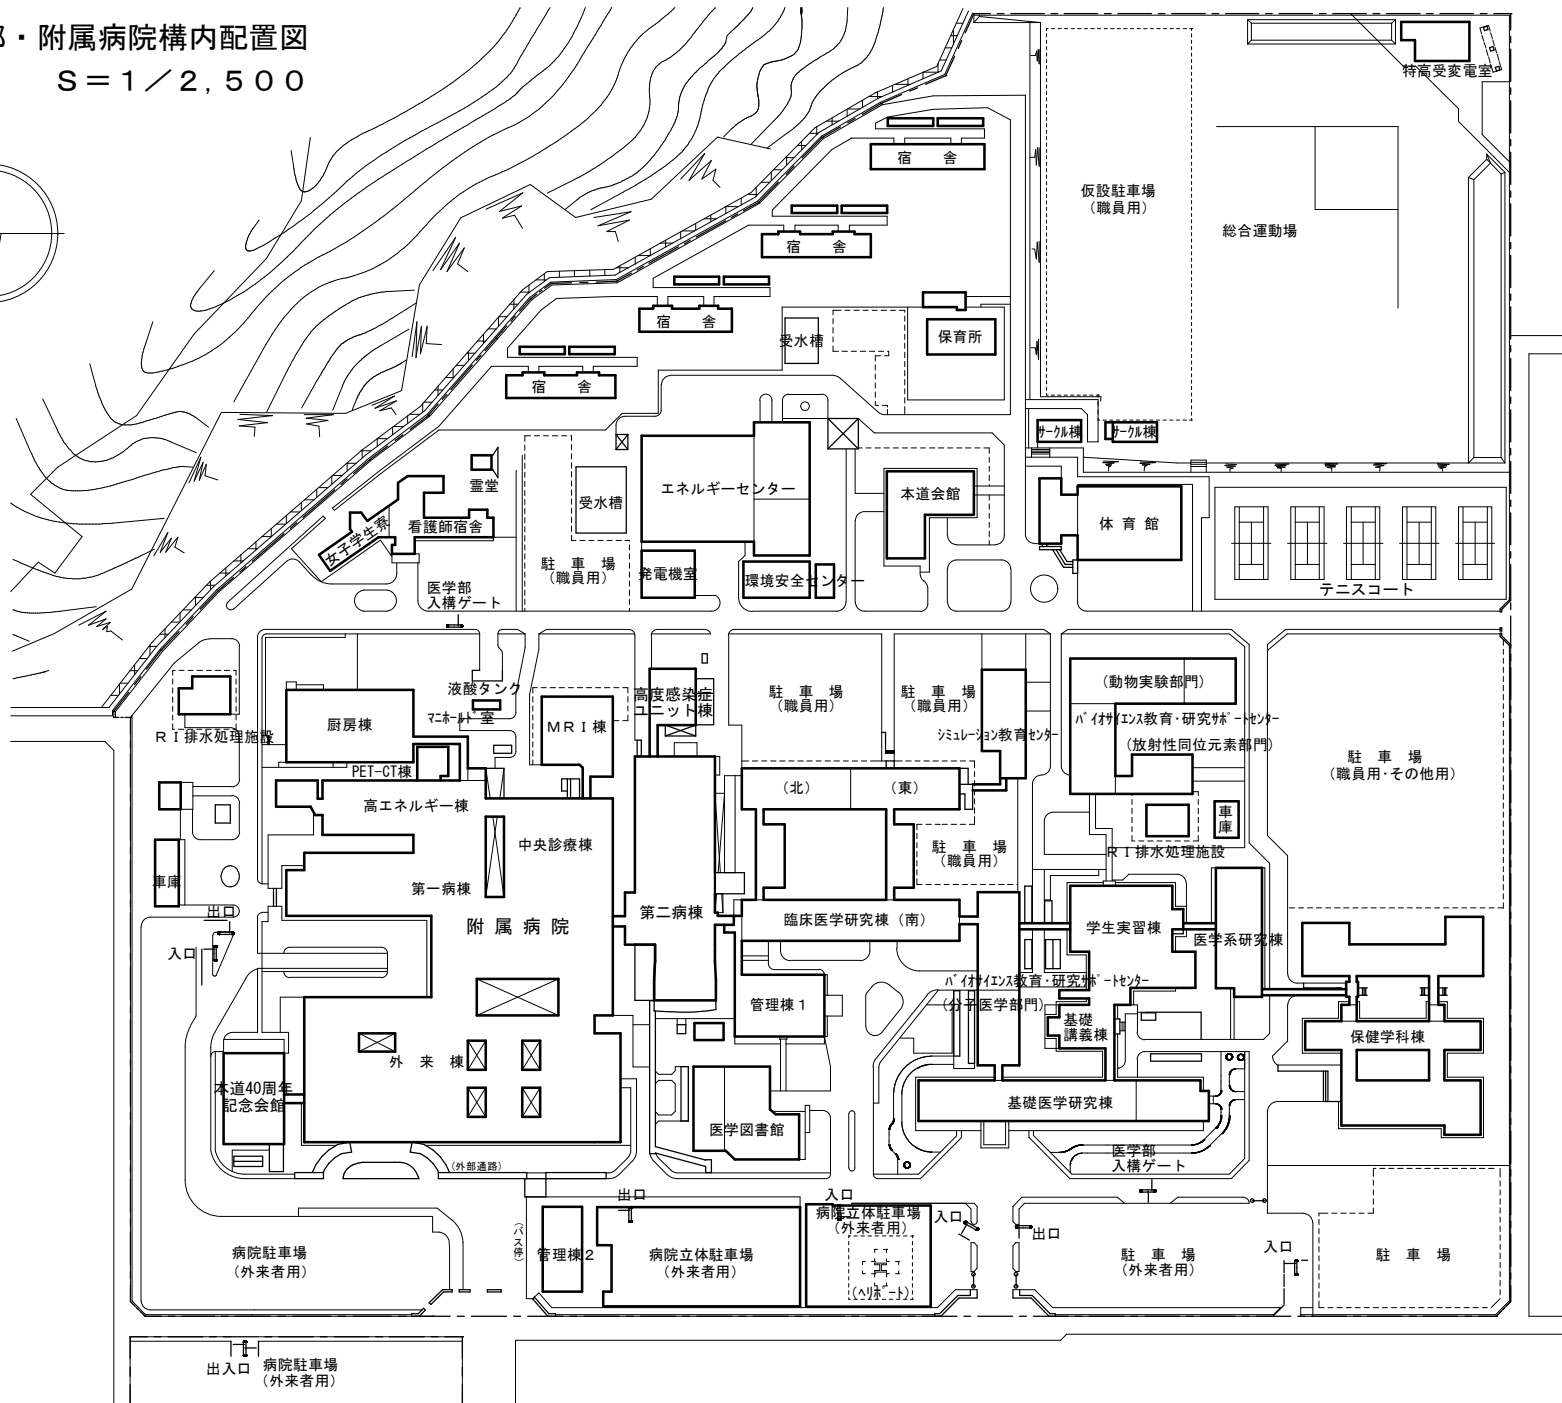 部・附属病院構内配置図
S＝1／2,500
特高受変電室
宿　舎
仮設駐車場
（職員用）
総合運動場
宿　舎
宿　舎
受水槽
保育所
宿　舎
サークル棟
サークル棟
霊堂
受水槽
エネルギーセンター
本道会館
体 育 館
女子学生寮
看護師宿舎
駐 車 場
（職員用）
発電機室
環境安全センター
テニスコート
医学部
入構ゲート
液酸タンク
マニホールド室
高度感染症
ユニット棟
駐 車 場
（職員用）
駐 車 場
（職員用）
（動物実験部門）
バイオサイエンス教育・研究サポートセンター
（放射性同位元素部門）
厨房棟
ＭＲＩ棟
シミュレーション教育センター
ＲＩ排水処理施設
PET-CT棟
駐 車 場
（職員用・その他用）
高エネルギー棟
（北）
（東）
中央診療棟
駐 車 場
（職員用）
車庫
ＲＩ排水処理施設
車庫
第一病棟
出口
附 属 病 院
第二病棟
臨床医学研究棟（南）
学生実習棟
医学系研究棟
入口
バイオサイエンス教育・研究サポートセンター
（分子医学部門）
管理棟１
基礎
講義棟
保健学科棟
外 来 棟
本道40周年
記念会館
基礎医学研究棟
医学図書館
医学部
入構ゲート
（外部通路）
出口
入口
病院立体駐車場
（外来者用）
入口
出口
（バス停）
病院駐車場
（外来者用）
管理棟２
病院立体駐車場
（外来者用）
（ヘリポート）
駐 車 場
（外来者用）
入口
駐 車 場
出入口
病院駐車場
（外来者用）